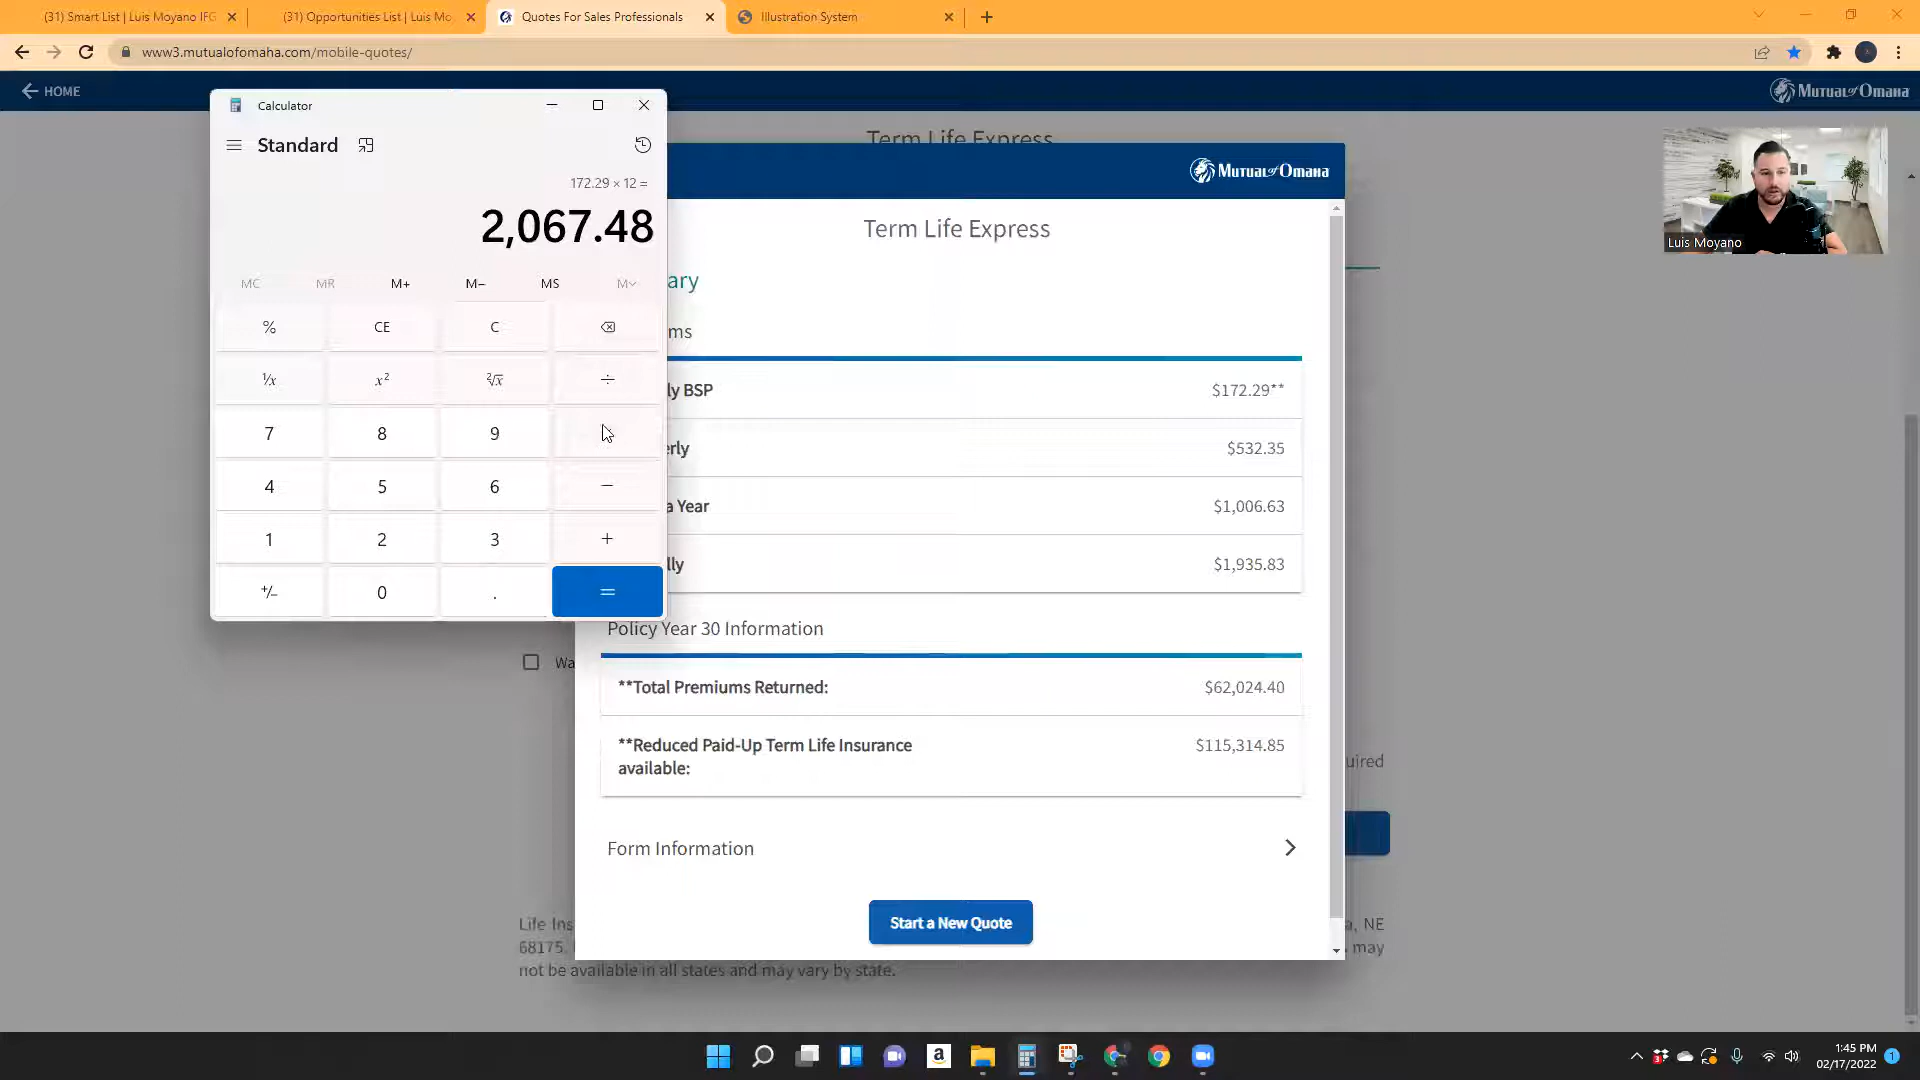 (31) Smart List | Luis Moyano IFG
(31) Opportunities List | Luis Mo
Quotes For Sales Professionals
Illustration System
www3.mutualofomaha.com/mobile-quotes/
HOME
Mutual of Omaha
Calculator
Standard
172.29 × 12 =
2,067.48
MC MR M+ M− MS M˅
% CE C
¹/x x² ²√x ÷
7 8 9
4 5 6 −
1 2 3 +
+/− 0 . =
Term Life Express
Mutual of Omaha
Term Life Express
ary
ms
ly BSP $172.29**
erly $532.35
a Year $1,006.63
lly $1,935.83
Policy Year 30 Information
Wa
**Total Premiums Returned: $62,024.40
**Reduced Paid-Up Term Life Insurance
available:
$115,314.85
uired
Form Information
Start a New Quote
Life Ins
a, NE
68175.
may
not be available in all states and may vary by state.
Luis Moyano
1:45 PM
02/17/2022
1